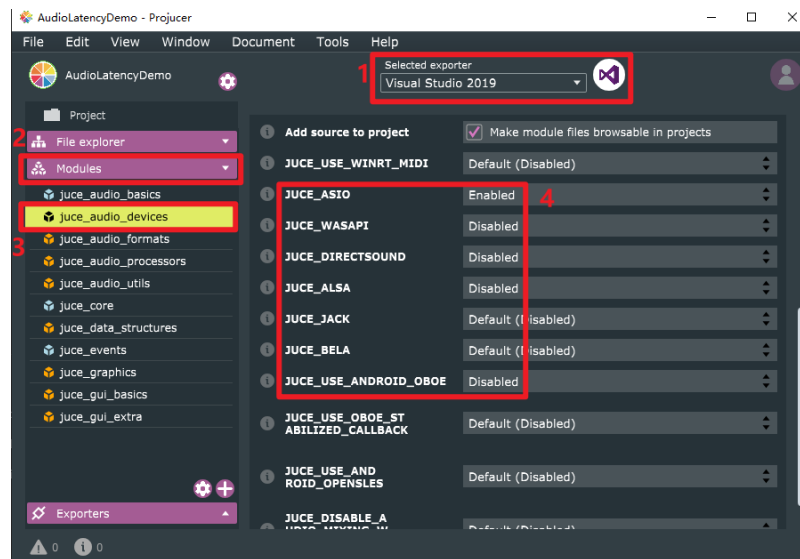 AudioLatencyDemo - Projucer
File Edit View Window Document Tools Help
AudioLatencyDemo
1
Selected exporter
Visual Studio 2019
Project
2
File explorer
Modules
juce_audio_basics
juce_audio_devices
3
juce_audio_formats
juce_audio_processors
juce_audio_utils
juce_core
juce_data_structures
juce_events
juce_graphics
juce_gui_basics
juce_gui_extra
Exporters
0 0
Add source to project Make module files browsable in projects
JUCE_USE_WINRT_MIDI Default (Disabled)
JUCE_ASIO Enabled 4
JUCE_WASAPI Disabled
JUCE_DIRECTSOUND Disabled
JUCE_ALSA Disabled
JUCE_JACK Default (Disabled)
JUCE_BELA Default (Disabled)
JUCE_USE_ANDROID_OBOE Disabled
JUCE_USE_OBOE_ST
ABILIZED_CALLBACK Default (Disabled)
JUCE_USE_AND
ROID_OPENSLES Default (Disabled)
JUCE_DISABLE_A